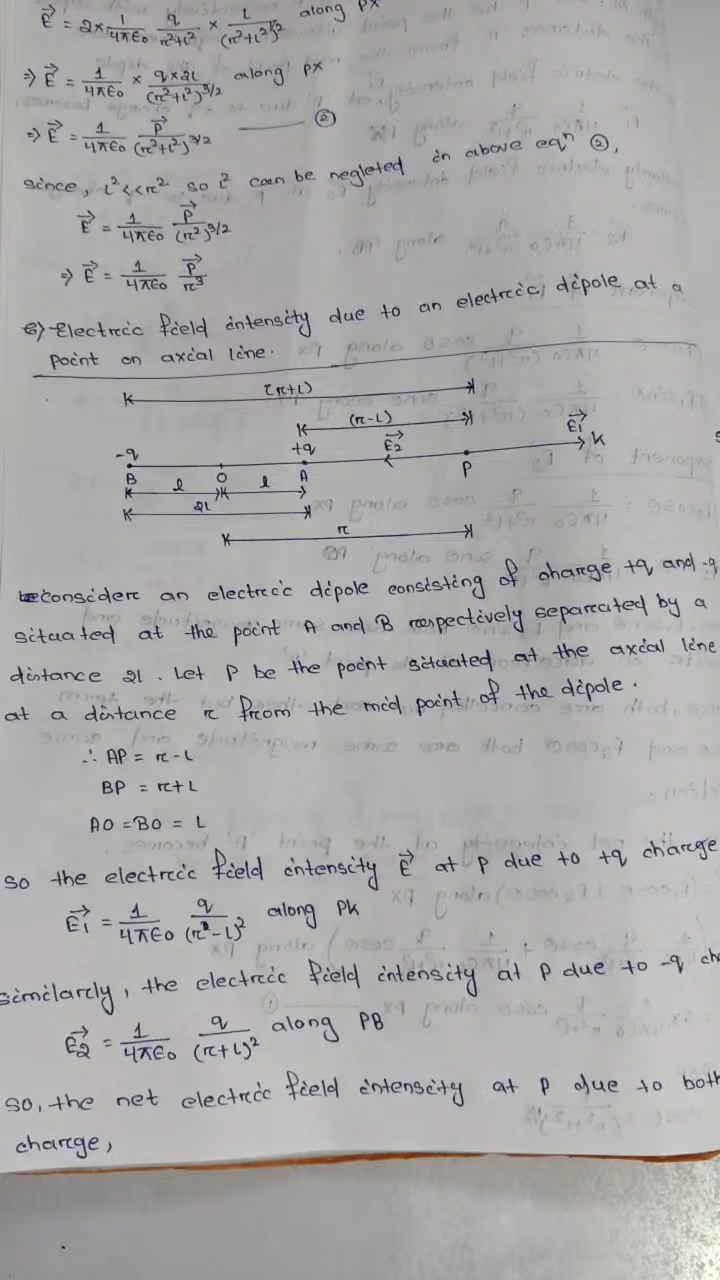 E⃗ = 2× 1/4πε₀ q/r²+l² × l/(r²+l²)^1/2 along PX
⇒ E⃗ = 1/4πε₀ × q×2l/(r²+l²)^3/2 along PX
⇒ E⃗ = 1/4πε₀ P⃗/(r²+l²)^3/2 —— ②
since, l²<<r² so l² can be negleted in above eqⁿ ②,
E⃗ = 1/4πε₀ P⃗/(r²)^3/2
⇒ E⃗ = 1/4πε₀ P⃗/r³
6) Electric field intensity due to an electric dipole at a
point on axial line.
(r+l)
(r-l)
-q +q E⃗₂ E⃗₁ K
B l O l A P
2l
r
consider an electric dipole consisting of charge +q and -q
situated at the point A and B respectively separated by a
distance 2l. Let P be the point situated at the axial line
at a distance r from the mid point of the dipole.
∴ AP = r-L
BP = r+L
AO = BO = L
so the electric field intensity E⃗ at P due to +q charge
E⃗₁ = 1/4πε₀ q/(r-L)² along PK
similarly, the electric field intensity at P due to -q ch
E⃗₂ = 1/4πε₀ q/(r+L)² along PB
so, the net electric field intensity at P due to both
charge,